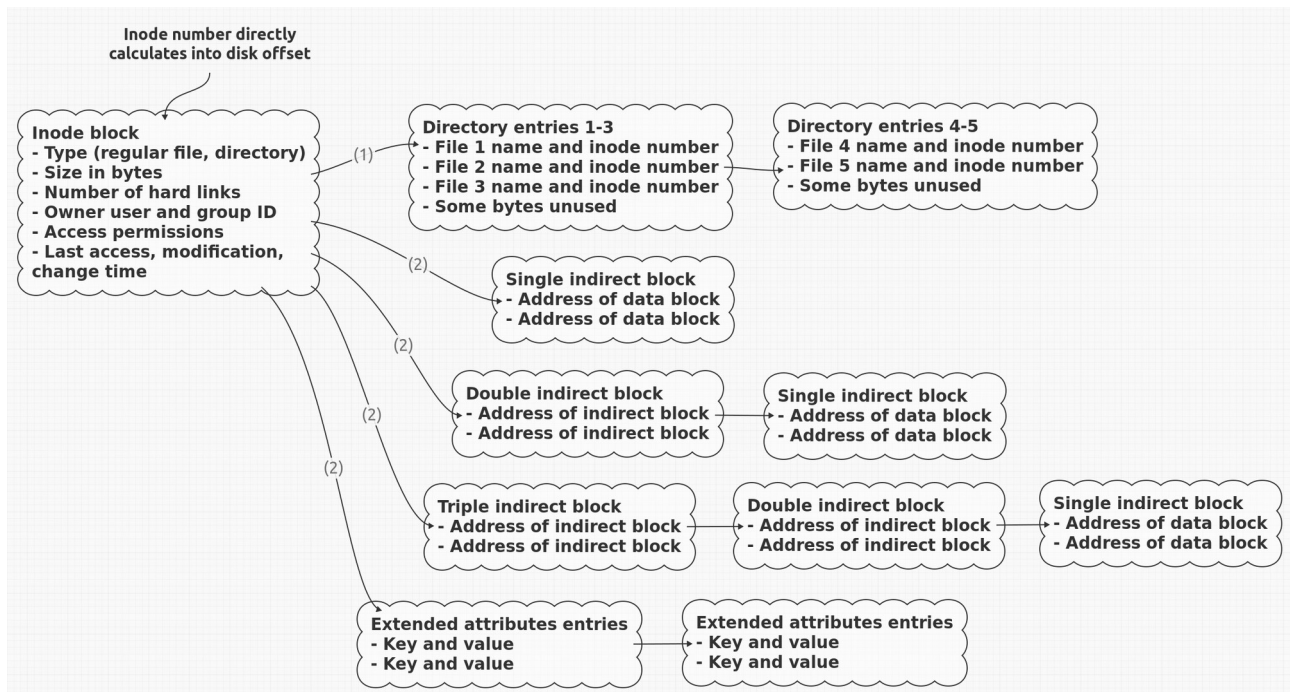 Inode number directly
calculates into disk offset
Inode block
- Type (regular file, directory)
- Size in bytes
- Number of hard links
- Owner user and group ID
- Access permissions
- Last access, modification,
change time
(1)
Directory entries 1-3
- File 1 name and inode number
- File 2 name and inode number
- File 3 name and inode number
- Some bytes unused
Directory entries 4-5
- File 4 name and inode number
- File 5 name and inode number
- Some bytes unused
(2)
Single indirect block
- Address of data block
- Address of data block
(2)
Double indirect block
- Address of indirect block
- Address of indirect block
Single indirect block
- Address of data block
- Address of data block
(2)
Triple indirect block
- Address of indirect block
- Address of indirect block
Double indirect block
- Address of indirect block
- Address of indirect block
Single indirect block
- Address of data block
- Address of data block
(2)
Extended attributes entries
- Key and value
- Key and value
Extended attributes entries
- Key and value
- Key and value